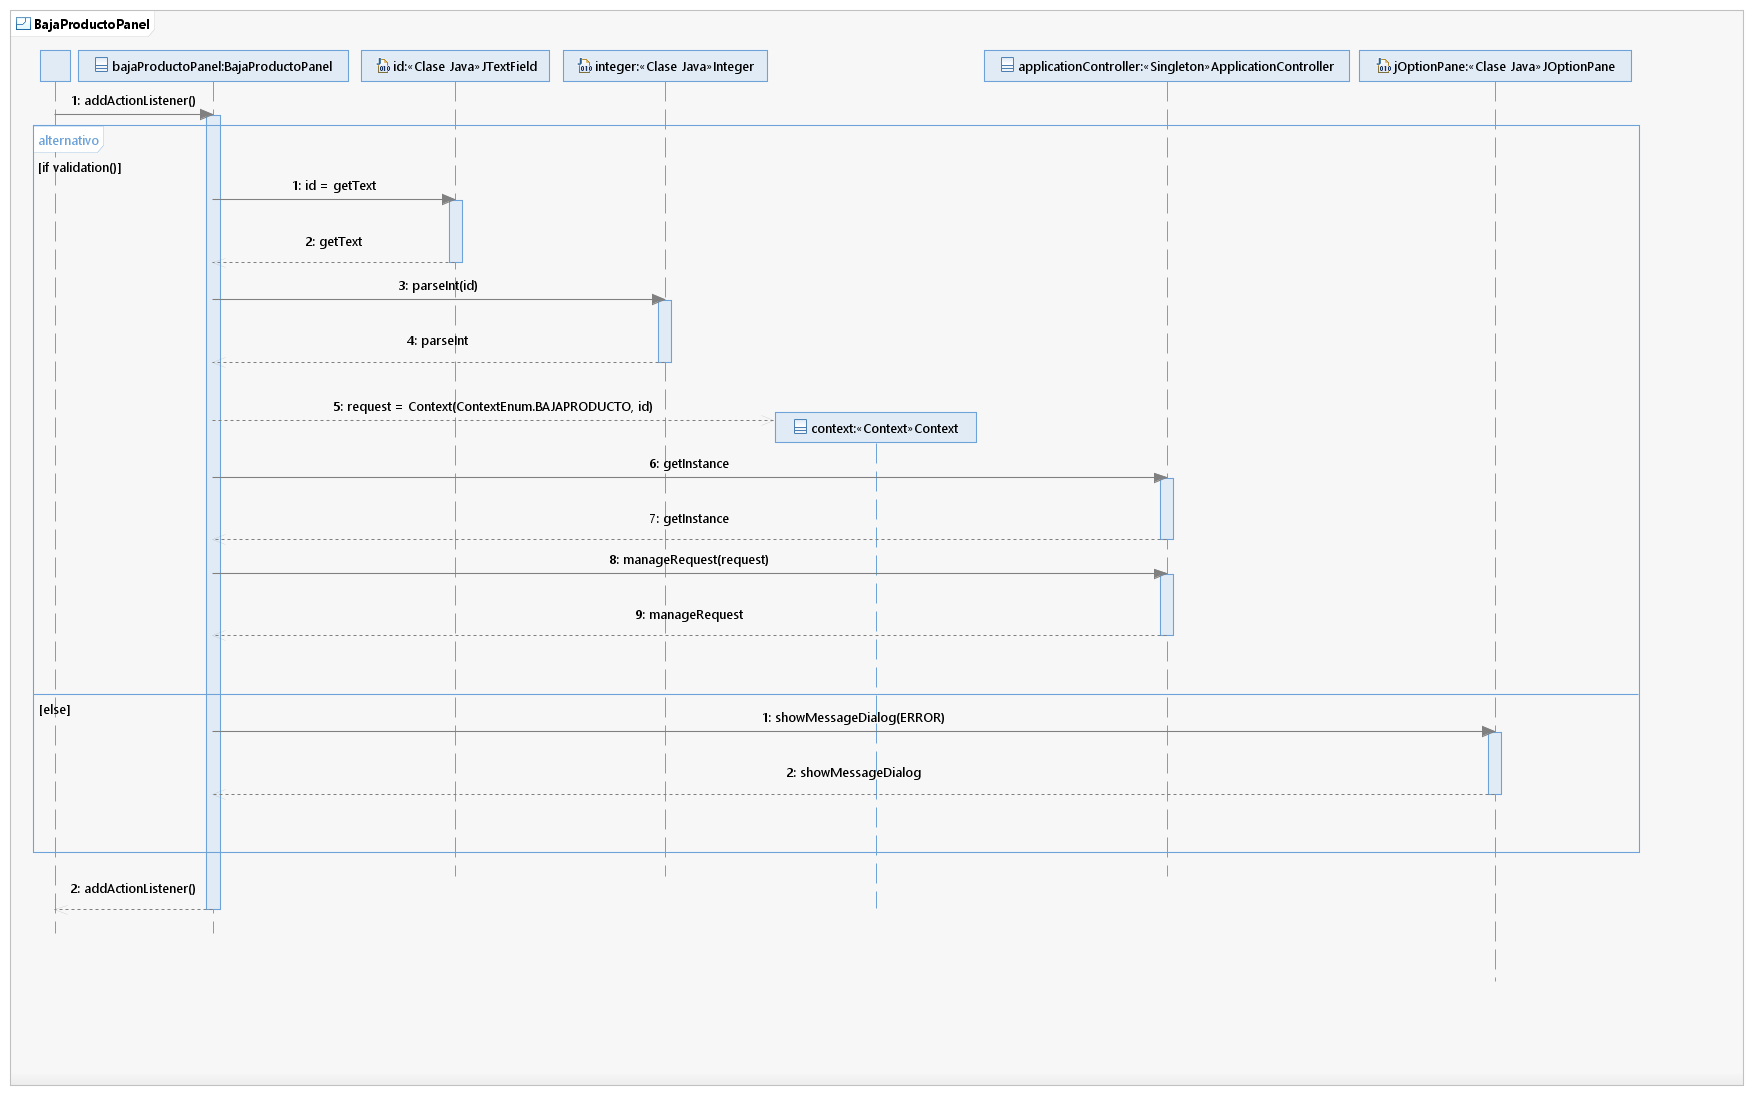 BajaProductoPanel
bajaProductoPanel:BajaProductoPanel
id:«Clase Java»JTextField
integer:«Clase Java»Integer
applicationController:«Singleton»ApplicationController
jOptionPane:«Clase Java»JOptionPane
1: addActionListener()
alternativo
[if validation()]
1: id = getText
2: getText
3: parseInt(id)
4: parseInt
5: request = Context(ContextEnum.BAJAPRODUCTO, id)
context:«Context»Context
6: getInstance
7: getInstance
8: manageRequest(request)
9: manageRequest
[else]
1: showMessageDialog(ERROR)
2: showMessageDialog
2: addActionListener()